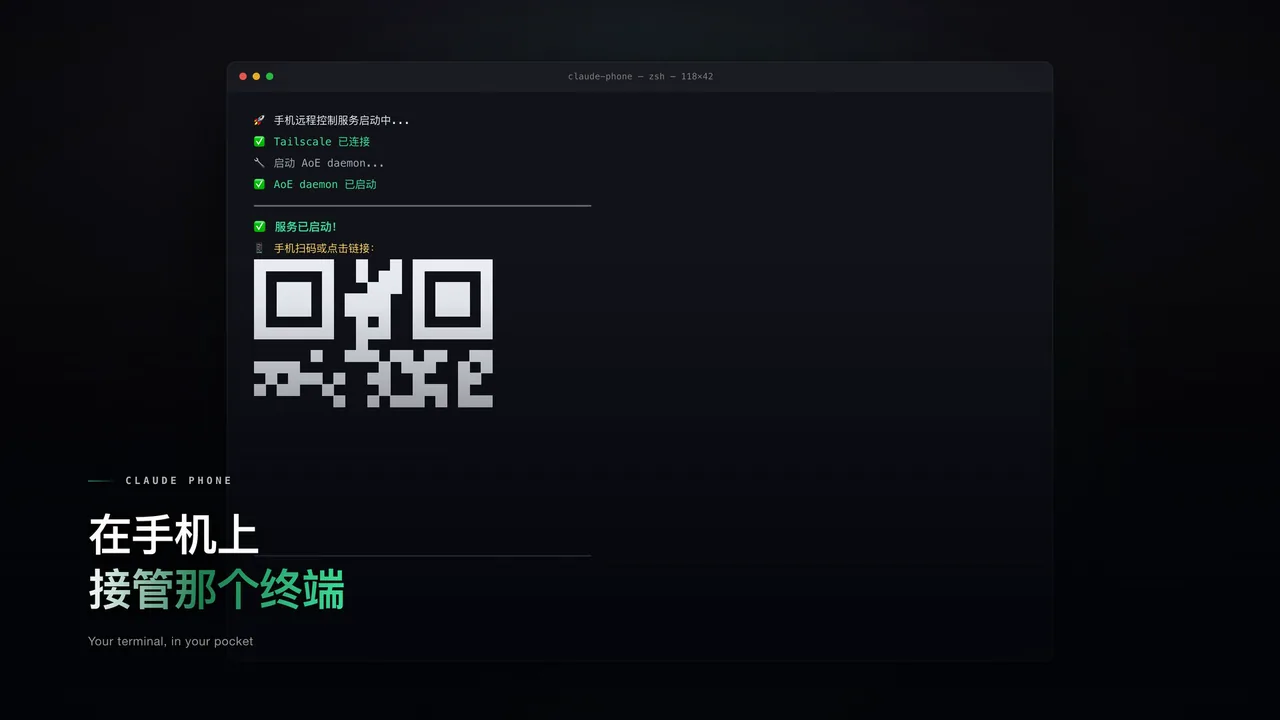 claude-phone — zsh — 118×42
🚀 手机远程控制服务启动中...
✅ Tailscale 已连接
🔧 启动 AoE daemon...
✅ AoE daemon 已启动
✅ 服务已启动!
📱 手机扫码或点击链接:
CLAUDE PHONE
在手机上
接管那个终端
Your terminal, in your pocket